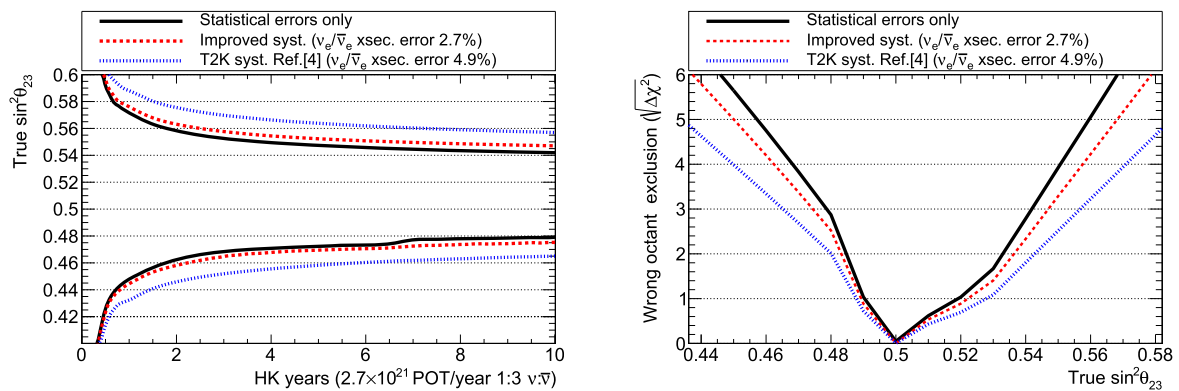 Statistical errors only
Improved syst. (νe/ν̅e xsec. error 2.7%)
T2K syst. Ref.[4] (νe/ν̅e xsec. error 4.9%)
True sin²θ23
0.6
0.58
0.56
0.54
0.52
0.5
0.48
0.46
0.44
0.42
0 2 4 6 8 10
HK years (2.7×10²¹ POT/year 1:3 ν:ν̅)
Statistical errors only
Improved syst. (νe/ν̅e xsec. error 2.7%)
T2K syst. Ref.[4] (νe/ν̅e xsec. error 4.9%)
Wrong octant exclusion (√Δχ²)
6
5
4
3
2
1
0
0.44 0.46 0.48 0.5 0.52 0.54 0.56 0.58
True sin²θ23